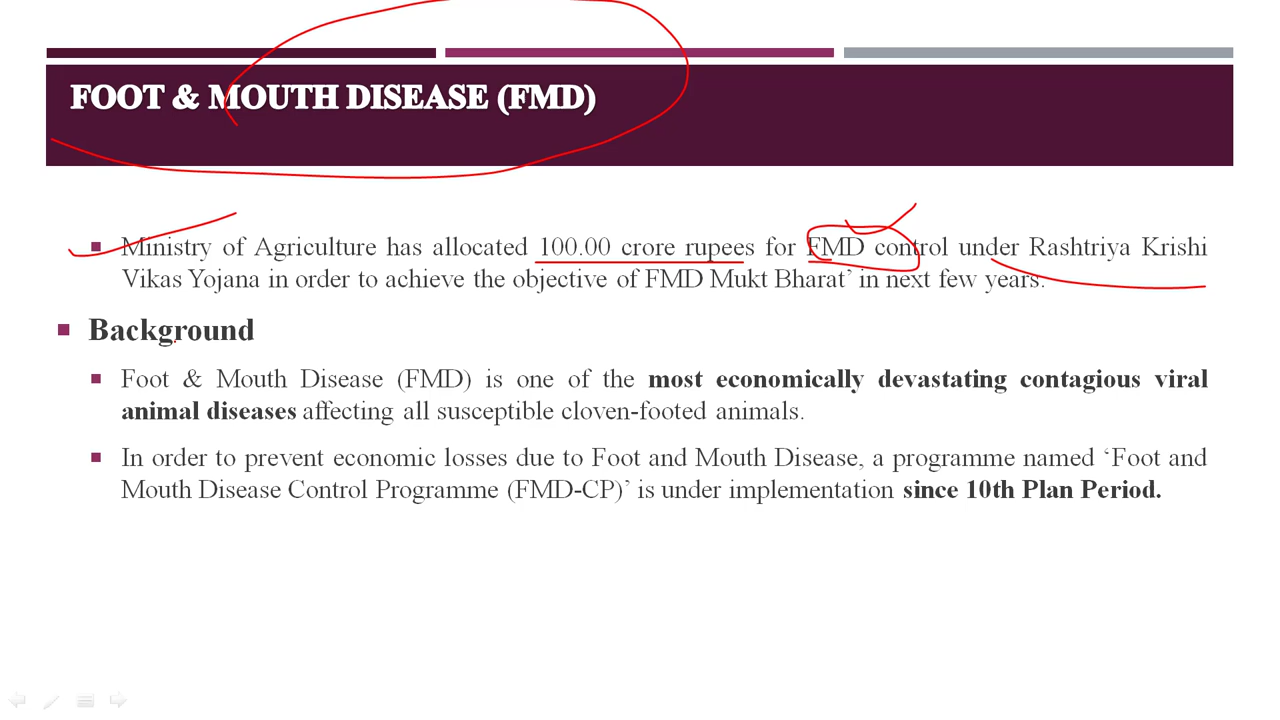 FOOT & MOUTH DISEASE (FMD)
Ministry of Agriculture has allocated 100.00 crore rupees for FMD control under Rashtriya Krishi
Vikas Yojana in order to achieve the objective of FMD Mukt Bharat’ in next few years.
Background
Foot & Mouth Disease (FMD) is one of the most economically devastating contagious viral
animal diseases affecting all susceptible cloven-footed animals.
In order to prevent economic losses due to Foot and Mouth Disease, a programme named ‘Foot and
Mouth Disease Control Programme (FMD-CP)’ is under implementation since 10th Plan Period.